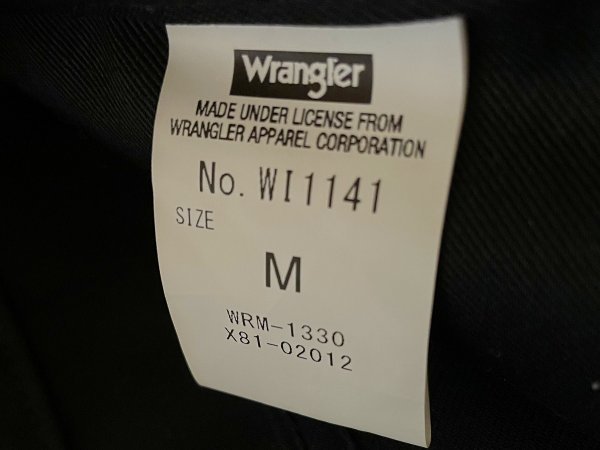 Wrangler
MADE UNDER LICENSE FROM
WRANGLER APPAREL CORPORATION
No. WI1141
SIZE
M
WRM-1330
X81-02012